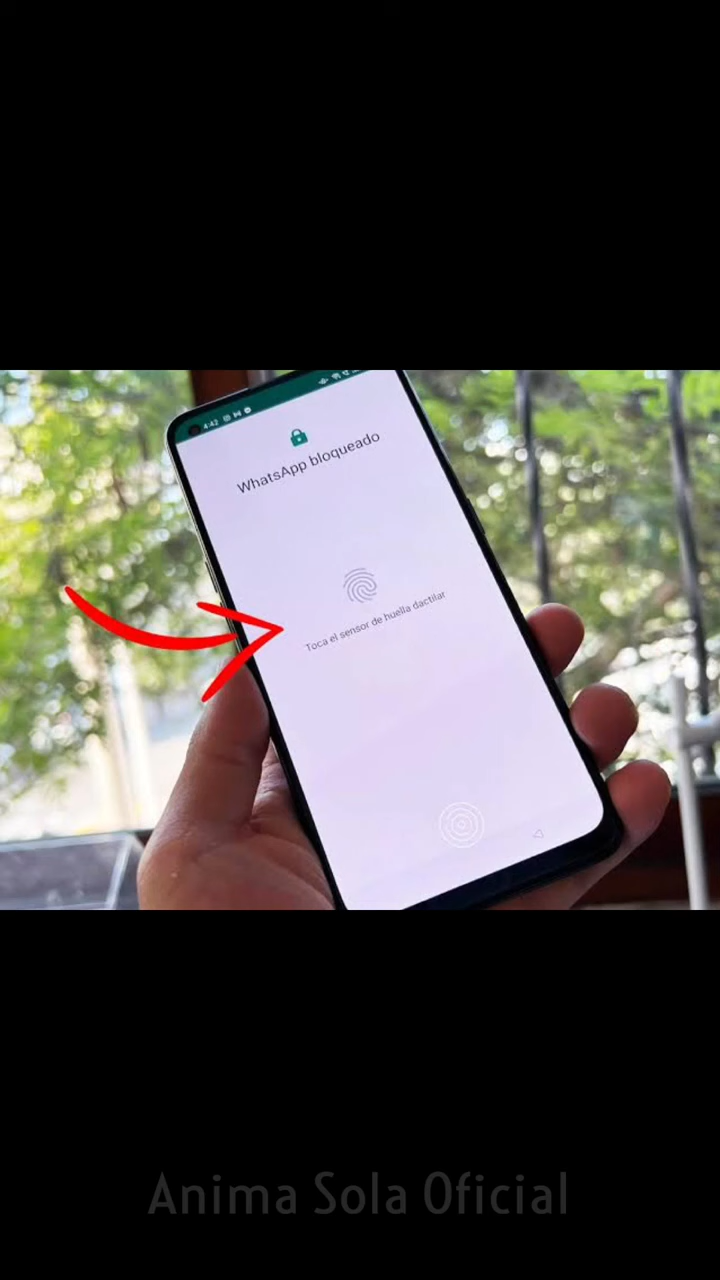 4:42
WhatsApp bloqueado
Toca el sensor de huella dactilar
Anima Sola Oficial